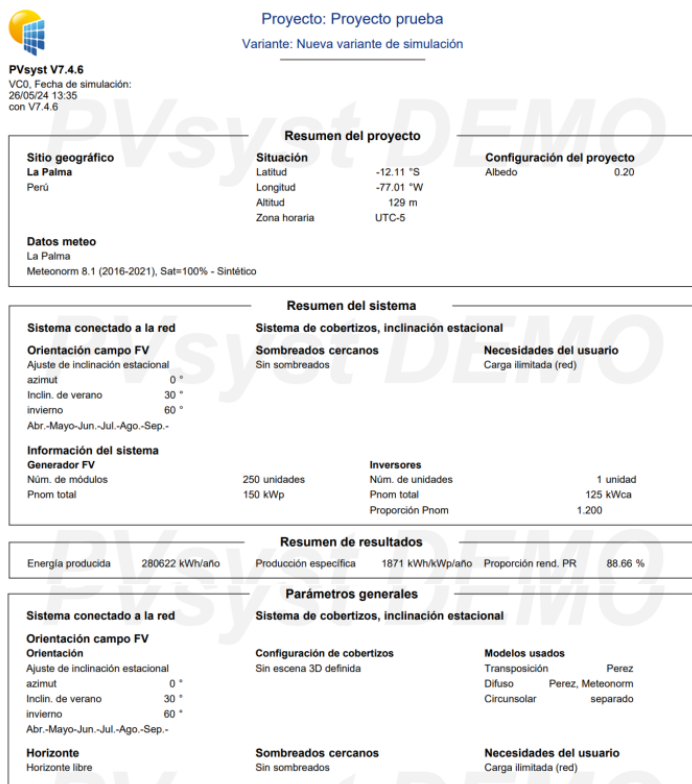 Proyecto: Proyecto prueba
Variante: Nueva variante de simulación
PVsyst V7.4.6
VC0, Fecha de simulación:
26/05/24 13:35
con V7.4.6
PVsyst DEMO
Resumen del proyecto
Sitio geográfico Situación Configuración del proyecto
La Palma Latitud -12.11 °S Albedo 0.20
Perú Longitud -77.01 °W
Altitud 129 m
Zona horaria UTC-5
Datos meteo
La Palma
Meteonorm 8.1 (2016-2021), Sat=100% - Sintético
Resumen del sistema
PVsyst DEMO
Sistema conectado a la red Sistema de cobertizos, inclinación estacional
Orientación campo FV Sombreados cercanos Necesidades del usuario
Ajuste de inclinación estacional Sin sombreados Carga ilimitada (red)
azimut 0 °
Inclin. de verano 30 °
invierno 60 °
Abr.-Mayo-Jun.-Jul.-Ago.-Sep.-
Información del sistema
Generador FV Inversores
Núm. de módulos 250 unidades Núm. de unidades 1 unidad
Pnom total 150 kWp Pnom total 125 kWca
Proporción Pnom 1.200
Resumen de resultados
PVsyst DEMO
Energía producida 280622 kWh/año Producción específica 1871 kWh/kWp/año Proporción rend. PR 88.66 %
Parámetros generales
Sistema conectado a la red Sistema de cobertizos, inclinación estacional
Orientación campo FV
Orientación Configuración de cobertizos Modelos usados
Ajuste de inclinación estacional Sin escena 3D definida Transposición Perez
azimut 0 ° Difuso Perez, Meteonorm
Inclin. de verano 30 ° Circunsolar separado
invierno 60 °
Abr.-Mayo-Jun.-Jul.-Ago.-Sep.-
Horizonte Sombreados cercanos Necesidades del usuario
Horizonte libre Sin sombreados Carga ilimitada (red)